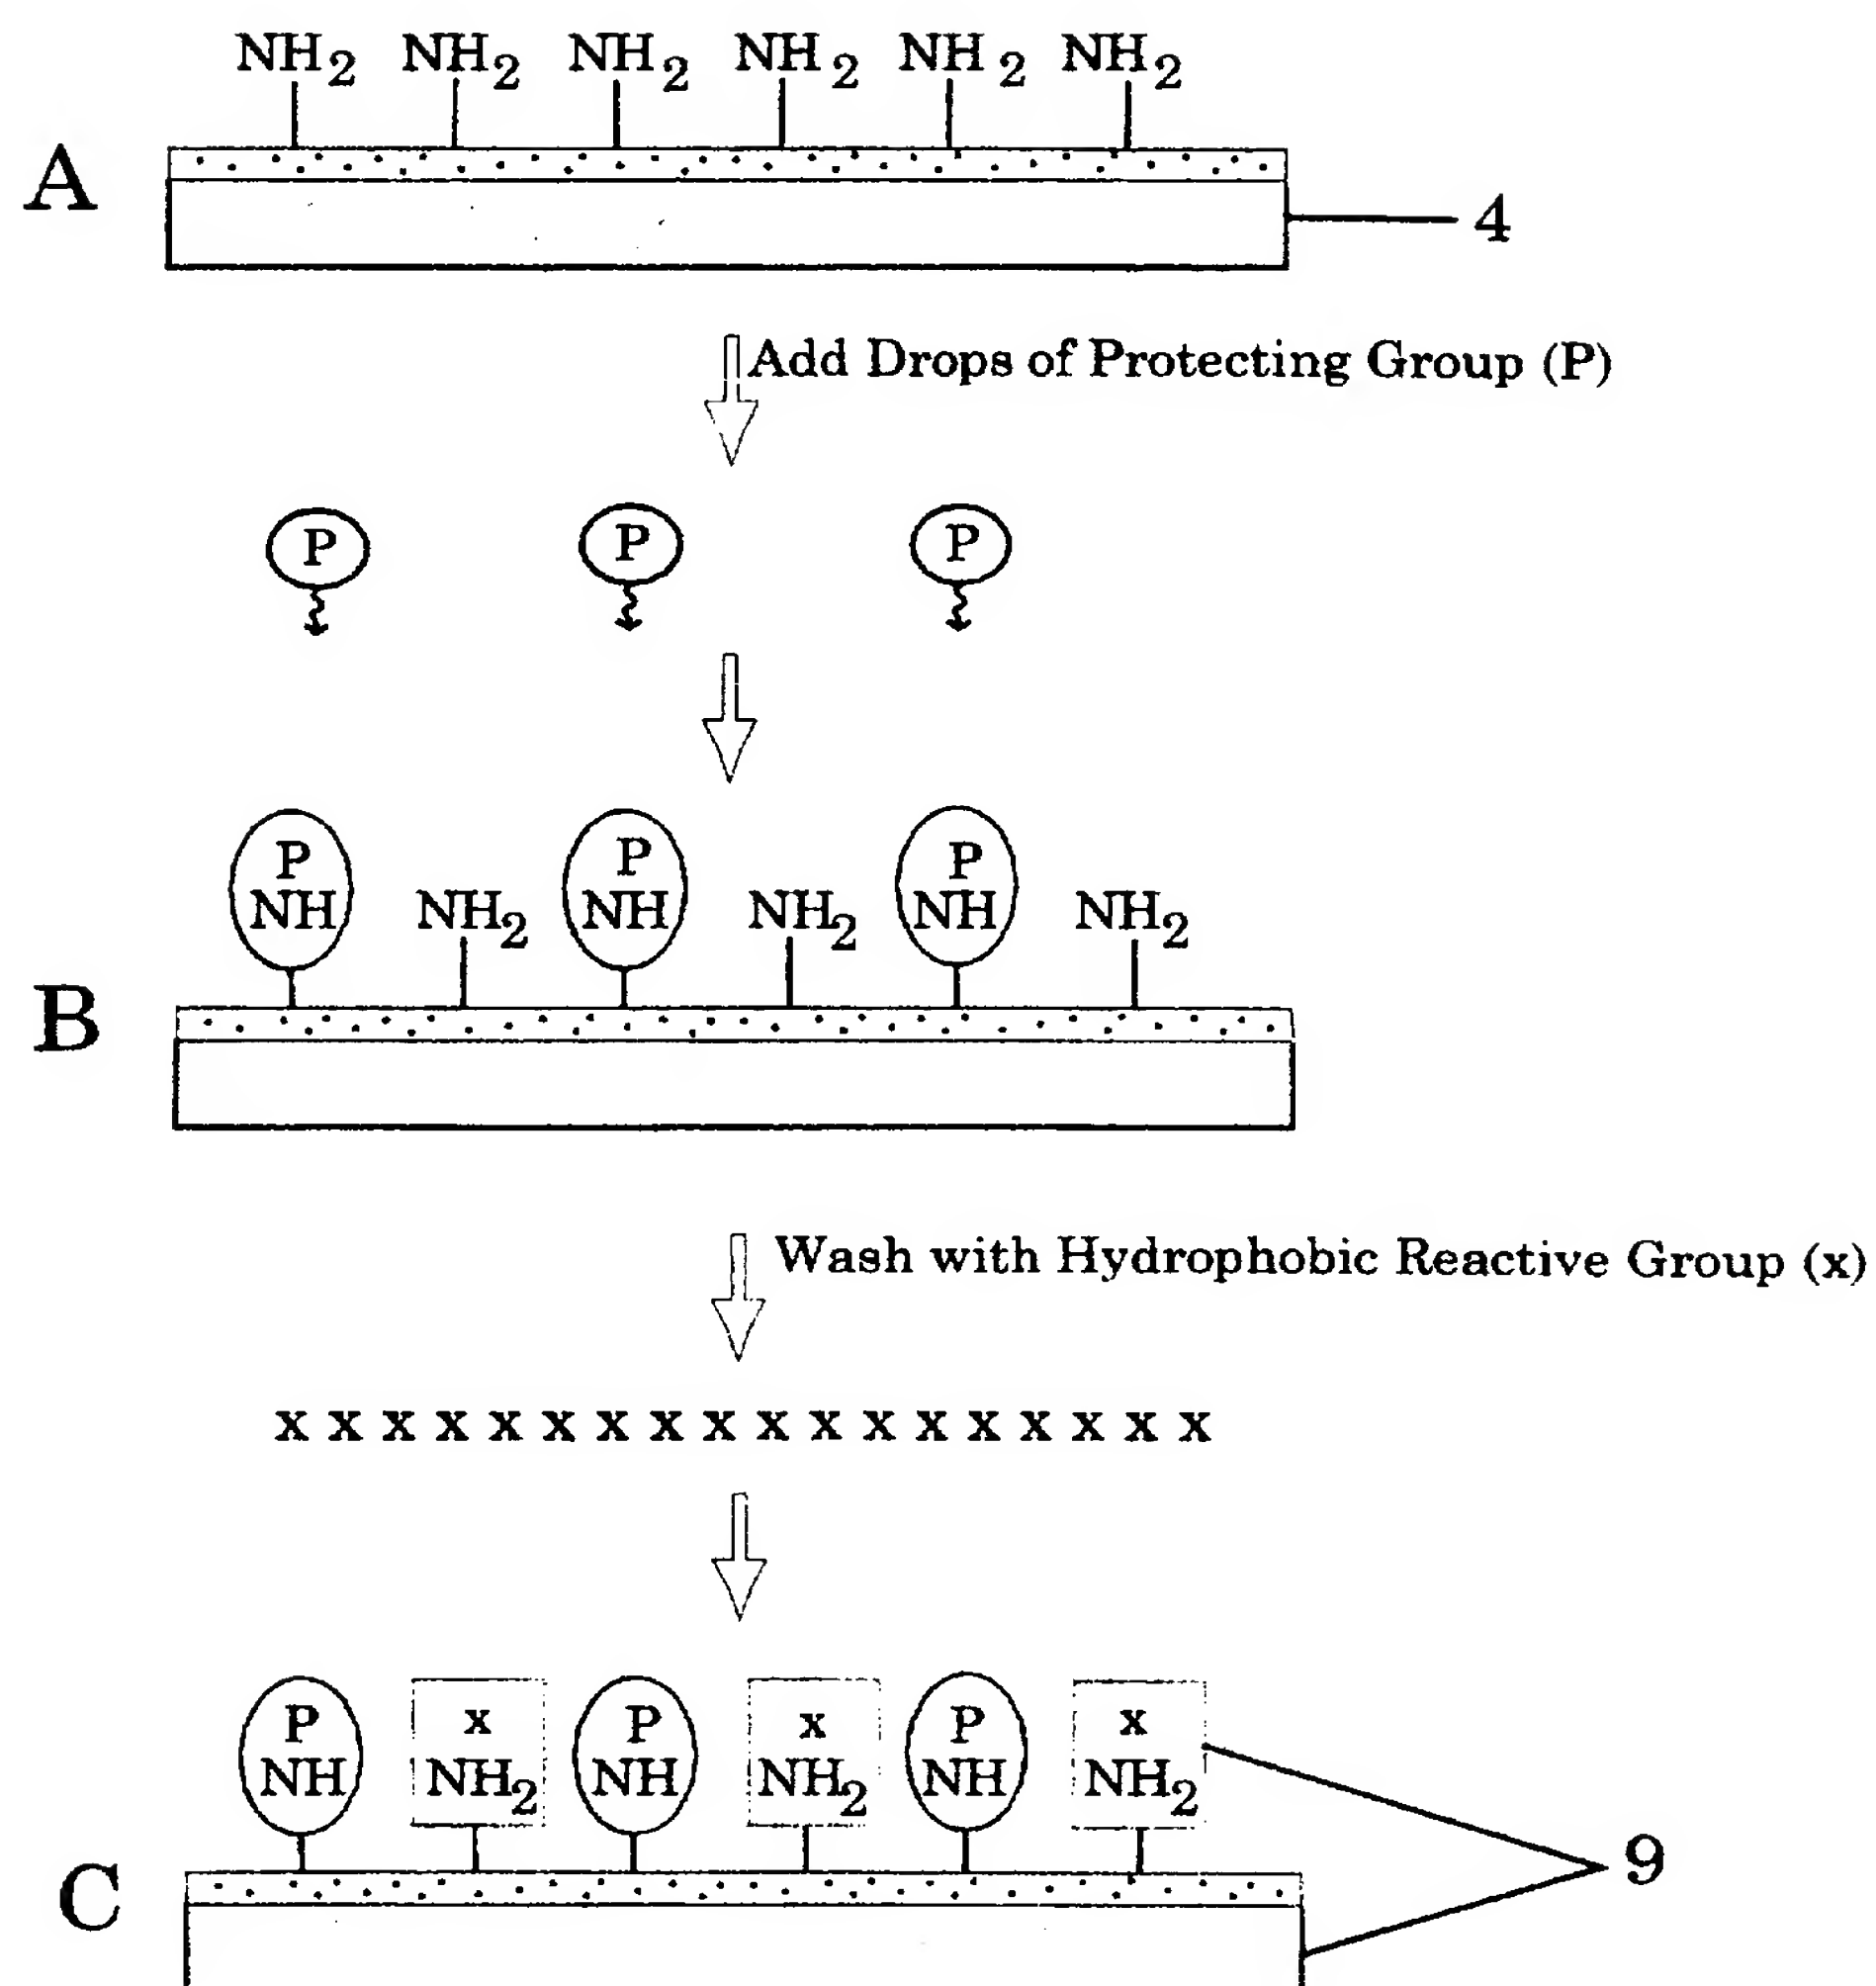 NH2 NH2 NH2 NH2 NH2 NH2
A
4
Add Drops of Protecting Group (P)
P P P
P P P
NH NH2 NH NH2 NH NH2
B
Wash with Hydrophobic Reactive Group (x)
x x x x x x x x x x x x x x x x x x
P x P x P x
NH NH2 NH NH2 NH NH2
9
C